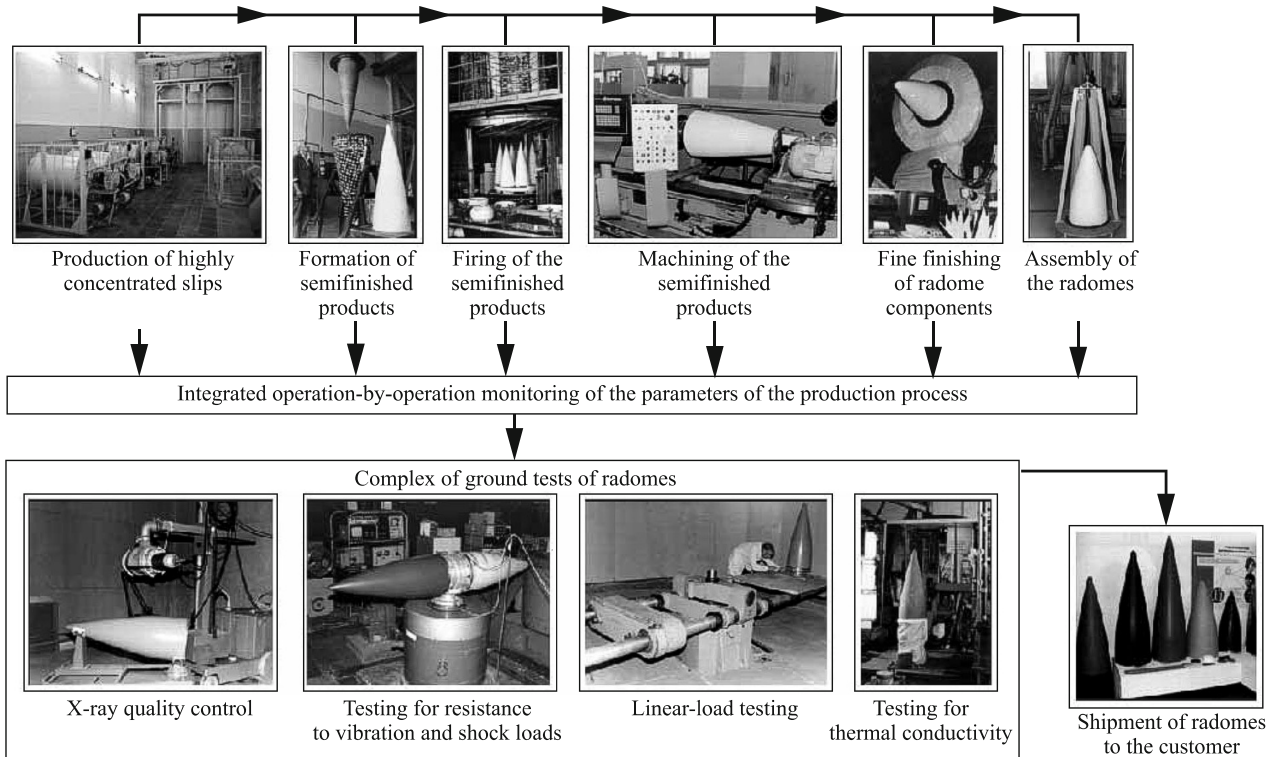 Production of highly
concentrated slips
Formation of
semifinished
products
Firing of the
semifinished
products
Machining of the
semifinished
products
Fine finishing
of radome
components
Assembly of
the radomes
Integrated operation-by-operation monitoring of the parameters of the production process
Complex of ground tests of radomes
X-ray quality control
Testing for resistance
to vibration and shock loads
Linear-load testing
Testing for
thermal conductivity
Shipment of radomes
to the customer